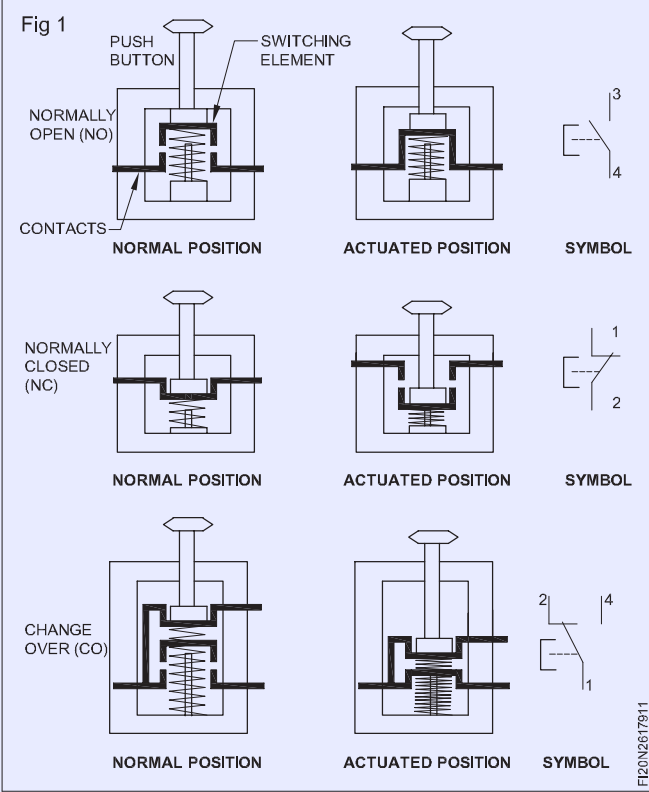 Fig 1
PUSH
BUTTON
SWITCHING
ELEMENT
NORMALLY
OPEN (NO)
CONTACTS
3
4
NORMAL POSITION
ACTUATED POSITION
SYMBOL
NORMALLY
CLOSED
(NC)
1
2
NORMAL POSITION
ACTUATED POSITION
SYMBOL
CHANGE
OVER (CO)
2
4
1
NORMAL POSITION
ACTUATED POSITION
SYMBOL
FI20N2617911